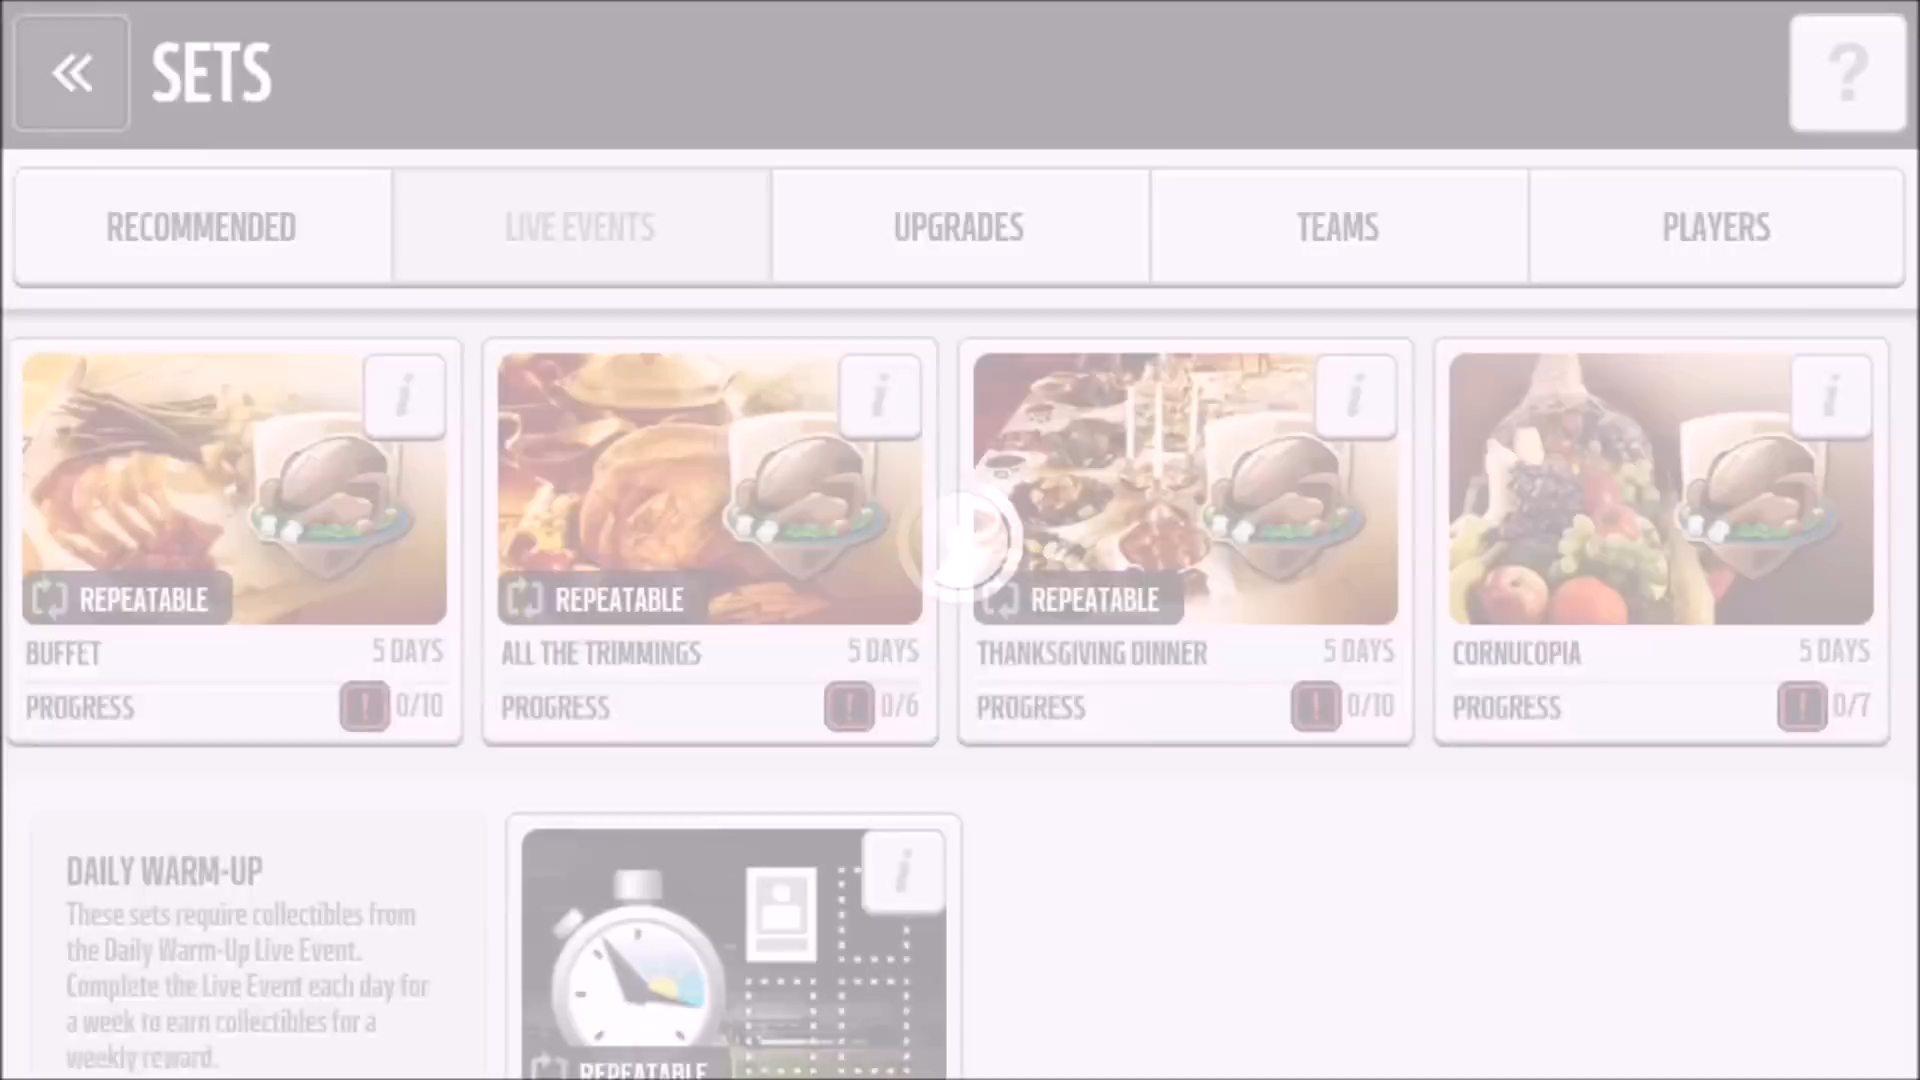 SETS
?
RECOMMENDED
LIVE EVENTS
UPGRADES
TEAMS
PLAYERS
REPEATABLE
BUFFET
5 DAYS
PROGRESS
! 0/10
REPEATABLE
ALL THE TRIMMINGS
5 DAYS
PROGRESS
! 0/6
REPEATABLE
THANKSGIVING DINNER
5 DAYS
PROGRESS
! 0/10
CORNUCOPIA
5 DAYS
PROGRESS
! 0/7
DAILY WARM-UP
These sets require collectibles from
the Daily Warm-Up Live Event.
Complete the Live Event each day for
a week to earn collectibles for a
weekly reward.
REPEATABLE